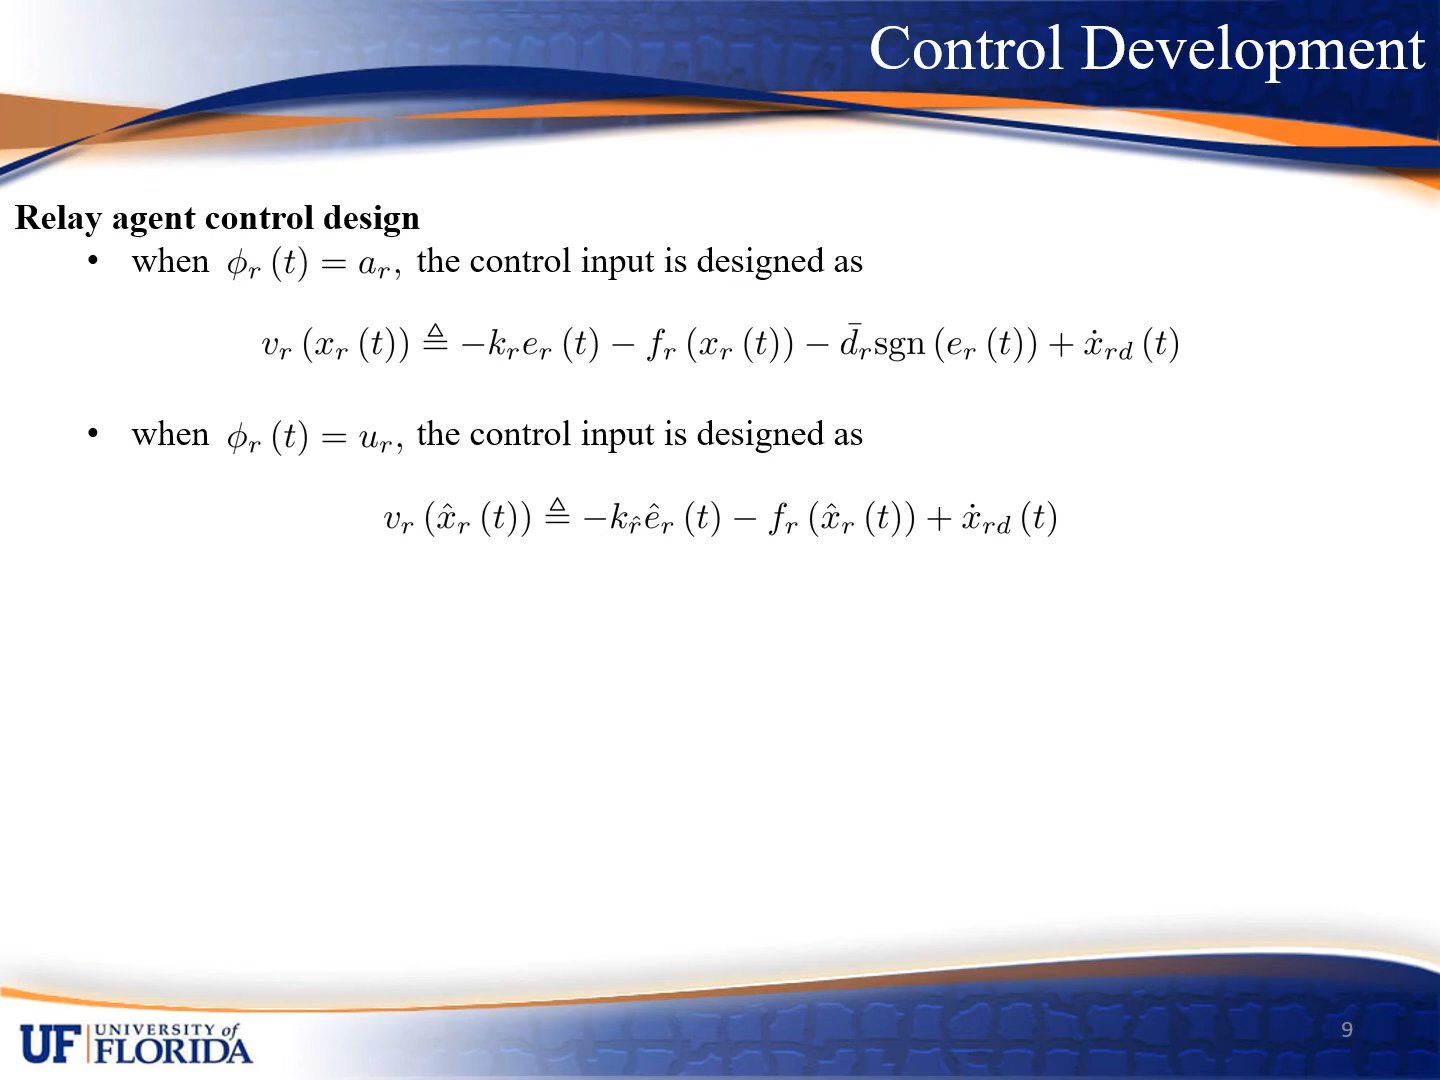 Control Development
Relay agent control design
• when ϕ_r (t) = a_r, the control input is designed as
v_r (x_r (t)) ≜ −k_r e_r (t) − f_r (x_r (t)) − d̄_r sgn (e_r (t)) + ẋ_rd (t)
• when ϕ_r (t) = u_r, the control input is designed as
v_r (x̂_r (t)) ≜ −k_r̂ ê_r (t) − f_r (x̂_r (t)) + ẋ_rd (t)
9
UF UNIVERSITY of
FLORIDA